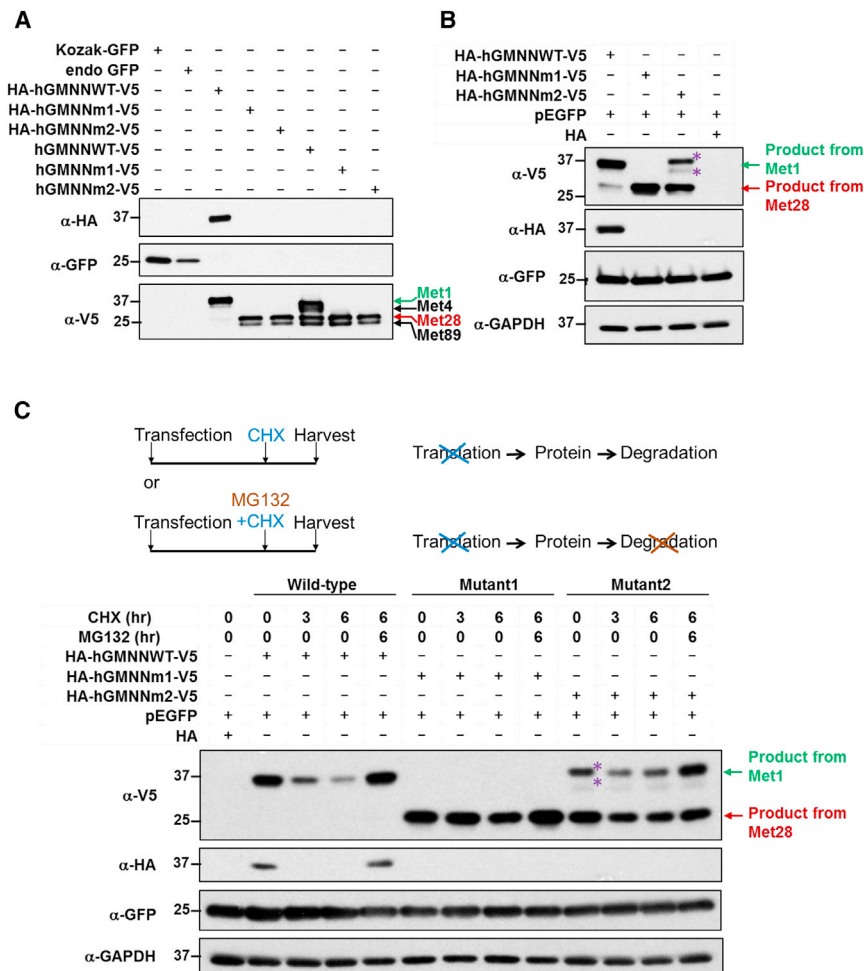 A
Kozak-GFP + – – – – – – –
endo GFP – + – – – – – –
HA-hGMNNWT-V5 – – + – – – – –
HA-hGMNNm1-V5 – – – + – – – –
HA-hGMNNm2-V5 – – – – + – – –
hGMNNWT-V5 – – – – – + – –
hGMNNm1-V5 – – – – – – + –
hGMNNm2-V5 – – – – – – – +
α-HA 37
α-GFP 25
α-V5 37 25
Met1
Met4
Met28
Met89
B
HA-hGMNNWT-V5 + – – –
HA-hGMNNm1-V5 – + – –
HA-hGMNNm2-V5 – – + –
pEGFP + + + +
HA – – – +
α-V5 37 25
*
*
Product from
Met1
Product from
Met28
α-HA 37
α-GFP 25
α-GAPDH 37
C
Transfection CHX Harvest
Translation → Protein → Degradation
or
MG132
Transfection +CHX Harvest
Translation → Protein → Degradation
Wild-type Mutant1 Mutant2
CHX (hr) 0 0 3 6 6 0 3 6 6 0 3 6 6
MG132 (hr) 0 0 0 0 6 0 0 0 6 0 0 0 6
HA-hGMNNWT-V5 – + + + + – – – – – – – –
HA-hGMNNm1-V5 – – – – – + + + + – – – –
HA-hGMNNm2-V5 – – – – – – – – – + + + +
pEGFP + + + + + + + + + + + + +
HA + – – – – – – – – – – – –
α-V5 37 25
*
*
Product from
Met1
Product from
Met28
α-HA 37
α-GFP 25
α-GAPDH 37